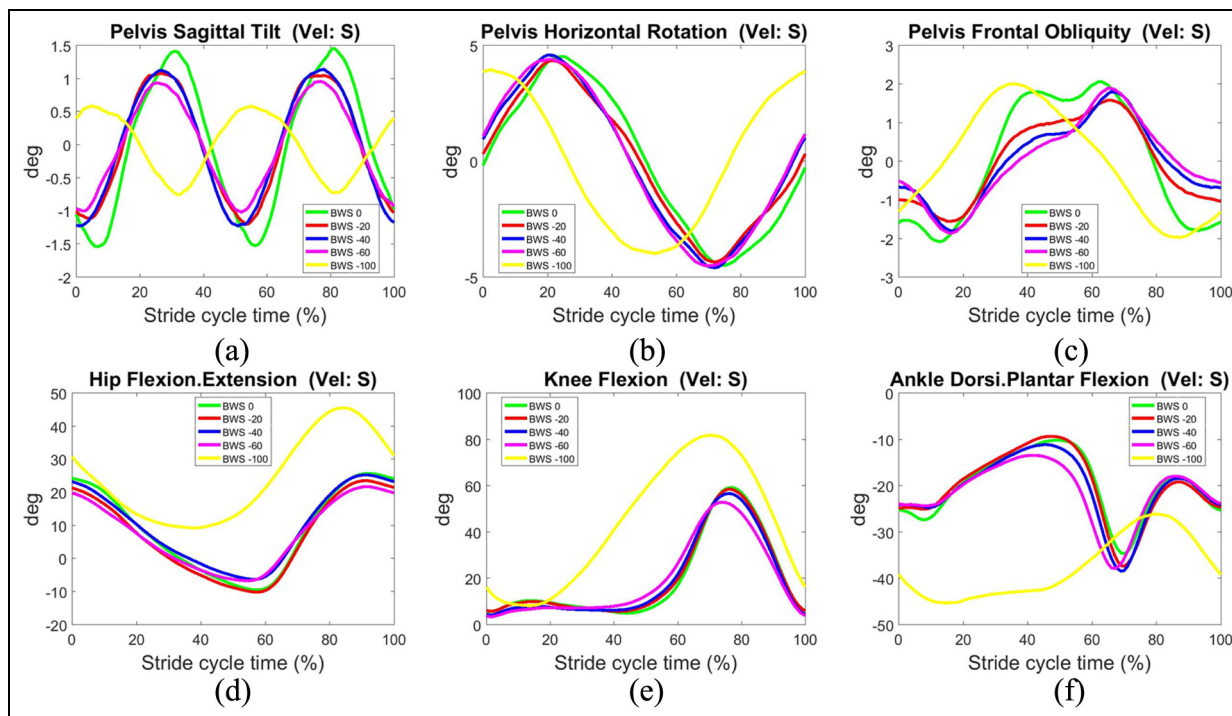 Pelvis Sagittal Tilt (Vel: S)
deg
1.5
1
0.5
0
-0.5
-1
-1.5
-2
BWS 0
BWS -20
BWS -40
BWS -60
BWS -100
0 20 40 60 80 100
Stride cycle time (%)
(a)
Pelvis Horizontal Rotation (Vel: S)
deg
5
0
-5
BWS 0
BWS -20
BWS -40
BWS -60
BWS -100
0 20 40 60 80 100
Stride cycle time (%)
(b)
Pelvis Frontal Obliquity (Vel: S)
deg
3
2
1
0
-1
-2
-3
BWS 0
BWS -20
BWS -40
BWS -60
BWS -100
0 20 40 60 80 100
Stride cycle time (%)
(c)
Hip Flexion.Extension (Vel: S)
deg
50
40
30
20
10
0
-10
-20
BWS 0
BWS -20
BWS -40
BWS -60
BWS -100
0 20 40 60 80 100
Stride cycle time (%)
(d)
Knee Flexion (Vel: S)
deg
100
80
60
40
20
0
BWS 0
BWS -20
BWS -40
BWS -60
BWS -100
0 20 40 60 80 100
Stride cycle time (%)
(e)
Ankle Dorsi.Plantar Flexion (Vel: S)
deg
0
-10
-20
-30
-40
-50
BWS 0
BWS -20
BWS -40
BWS -60
BWS -100
0 20 40 60 80 100
Stride cycle time (%)
(f)